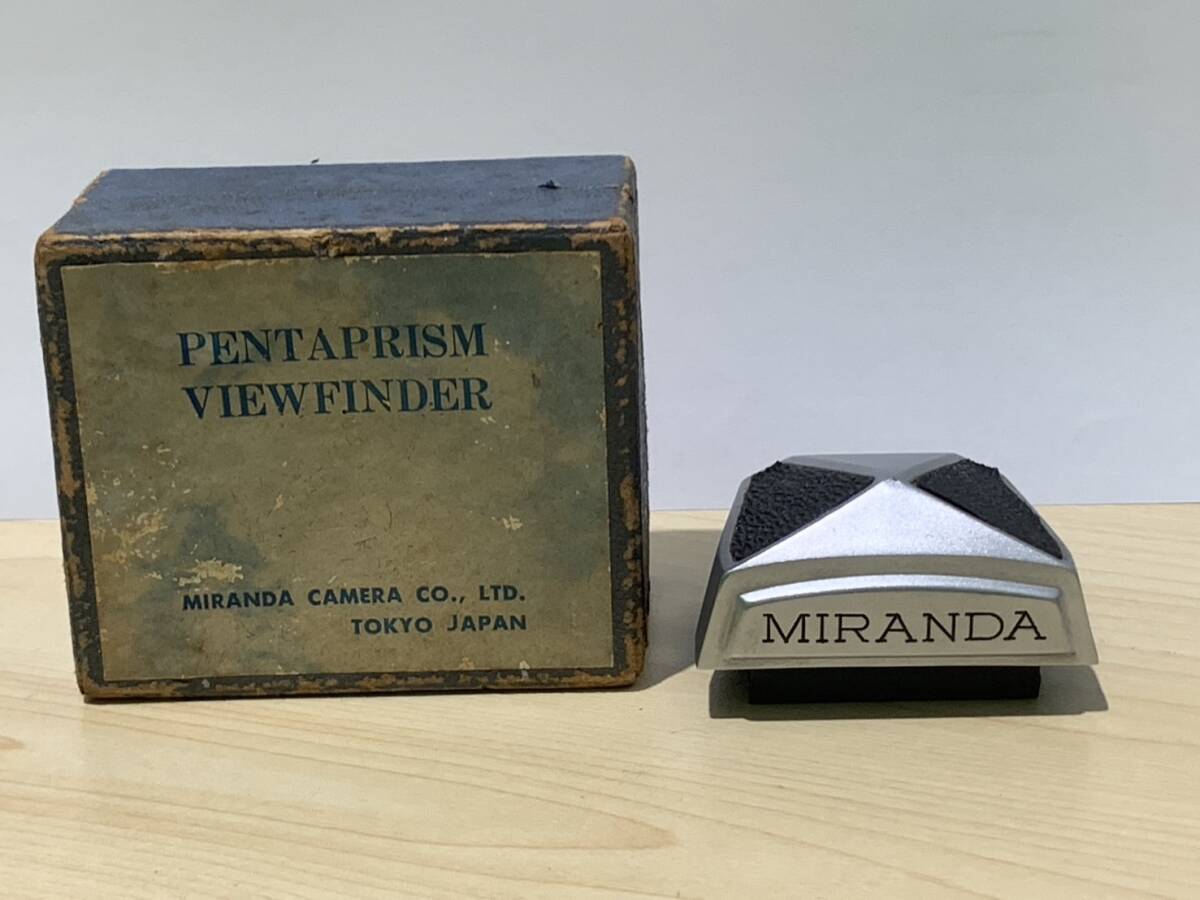 PENTAPRISM
VIEWFINDER
MIRANDA CAMERA CO., LTD.
TOKYO JAPAN
MIRANDA